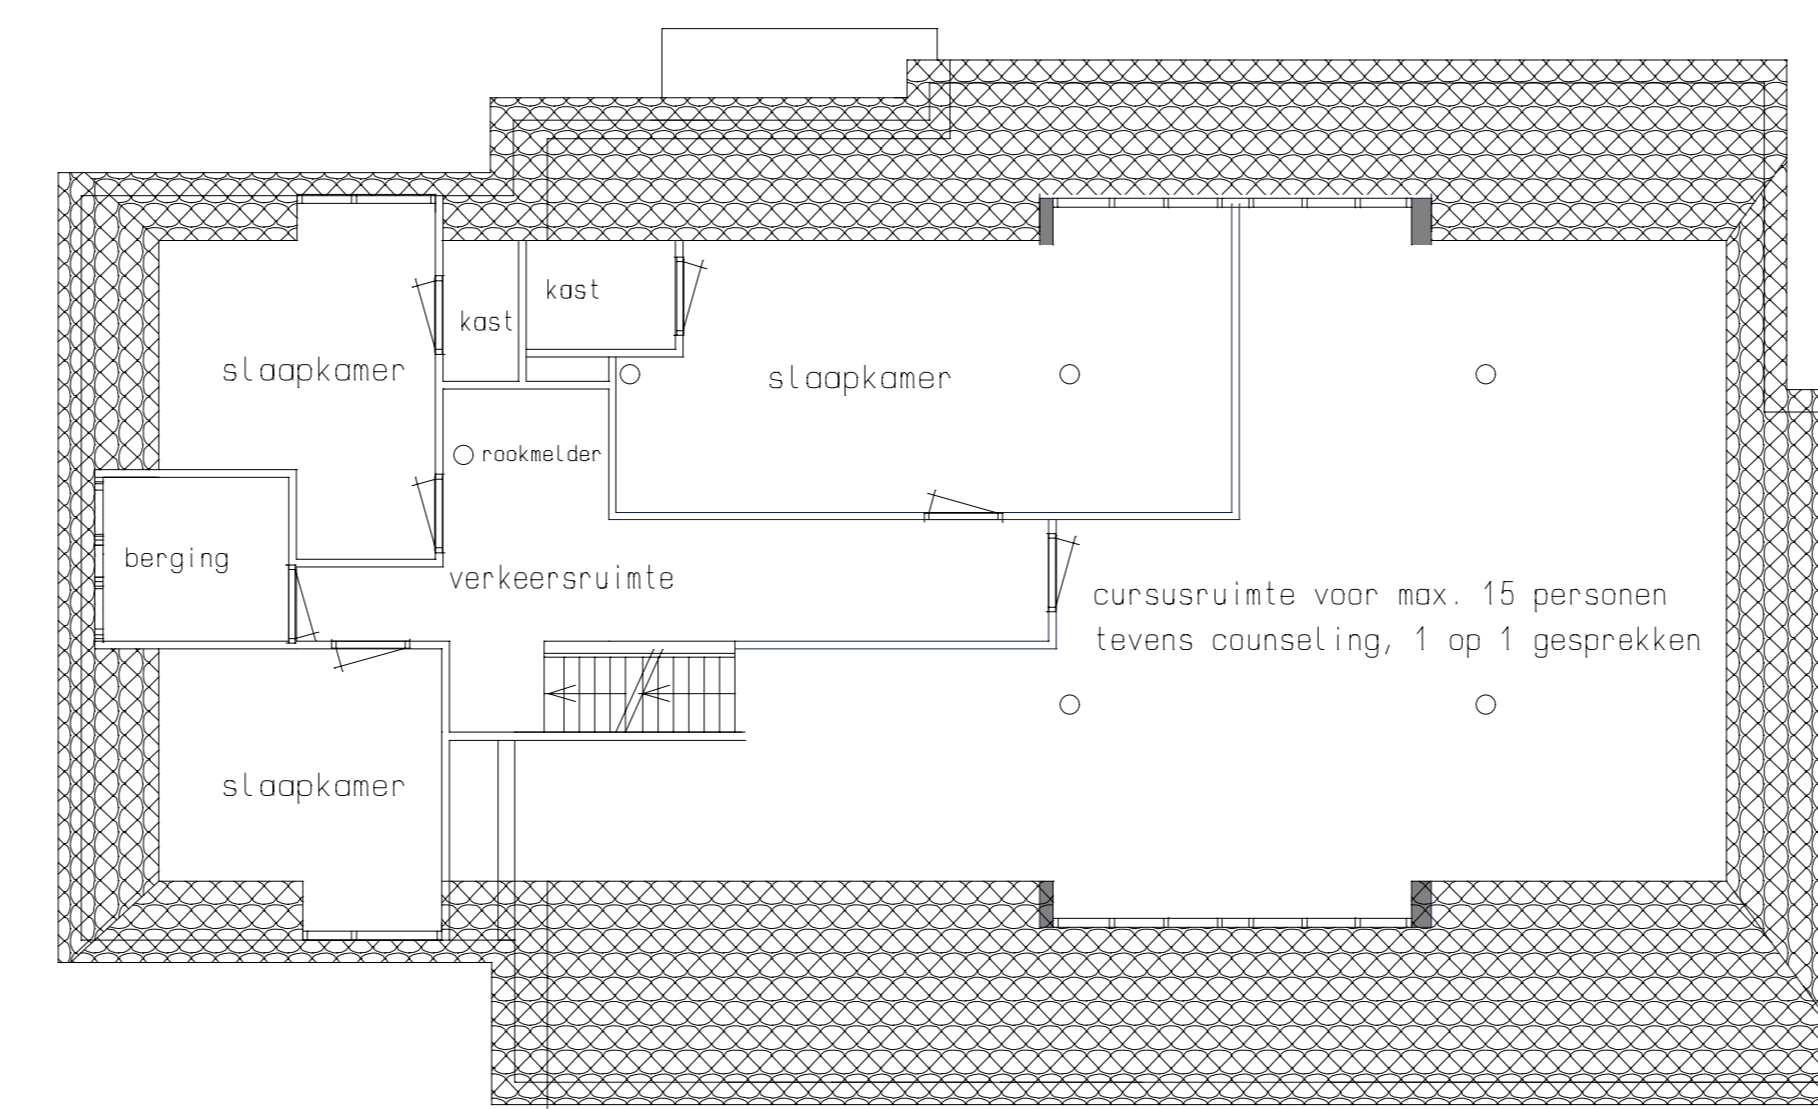 kast
kast
slaapkamer
slaapkamer
rookmelder
berging
verkeersruimte
cursusruimte voor max. 15 personen
tevens counseling, 1 op 1 gesprekken
slaapkamer